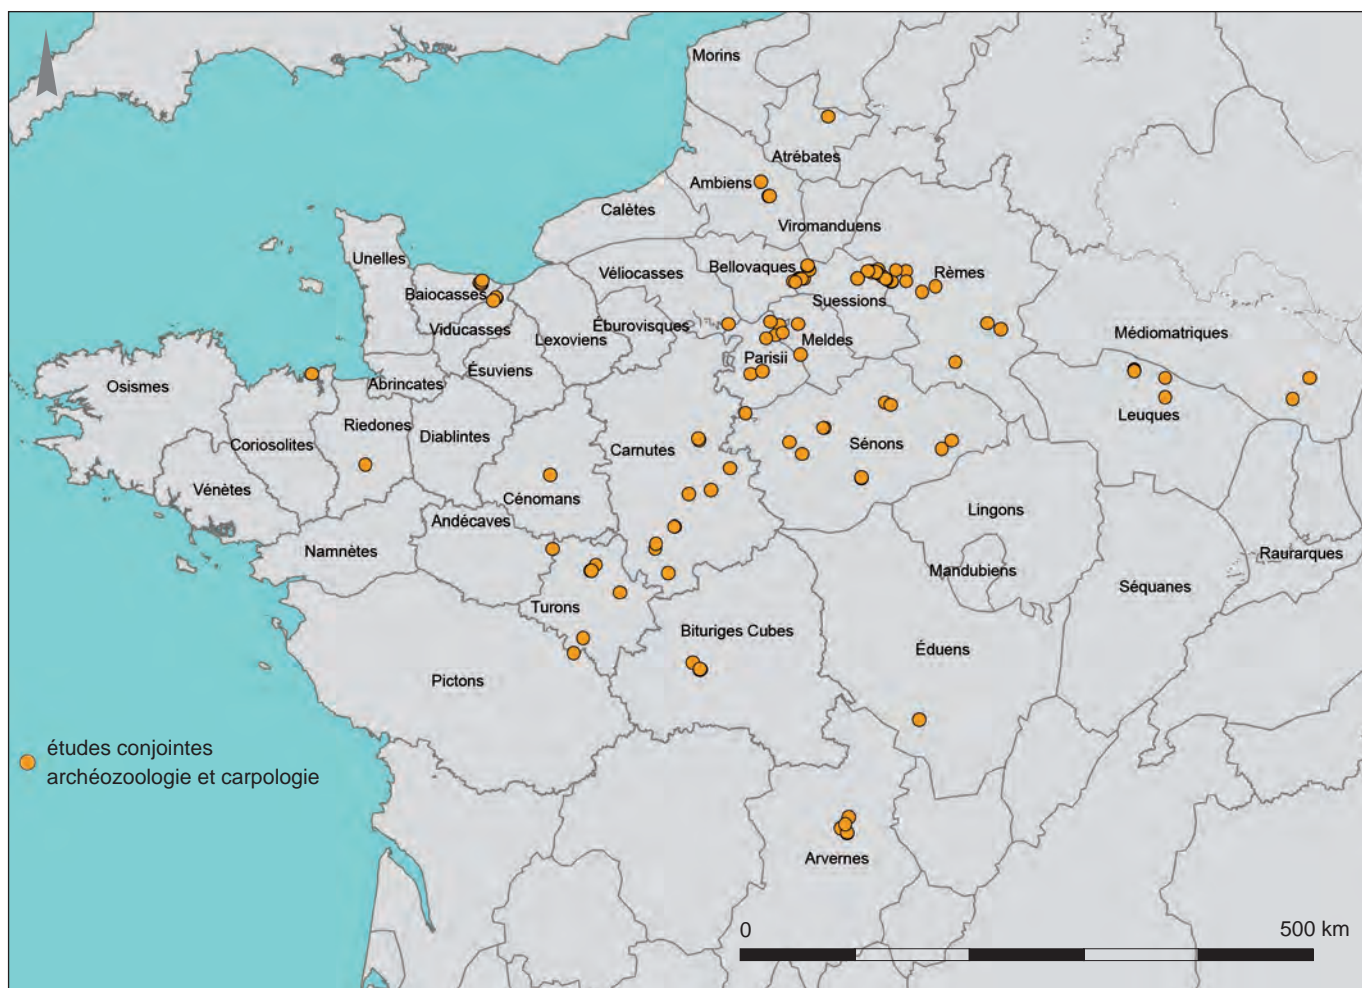 Morins
Atrébates
Ambiens
Calètes
Viromanduens
Unelles
Véliocasses
Bellovaques
Rèmes
Baiocasses
Suessions
Viducasses
Lexoviens
Éburovisques
Meldes
Médiomatriques
Parisii
Osismes
Abrincates
Ésuviens
Leuques
Riedones
Diablintes
Coriosolites
Carnutes
Sénons
Vénètes
Cénomans
Lingons
Andécaves
Namnètes
Raurarques
Mandubiens
Séquanes
Turons
Bituriges Cubes
Éduens
Pictons
études conjointes
archéozoologie et carpologie
Arvernes
0 500 km